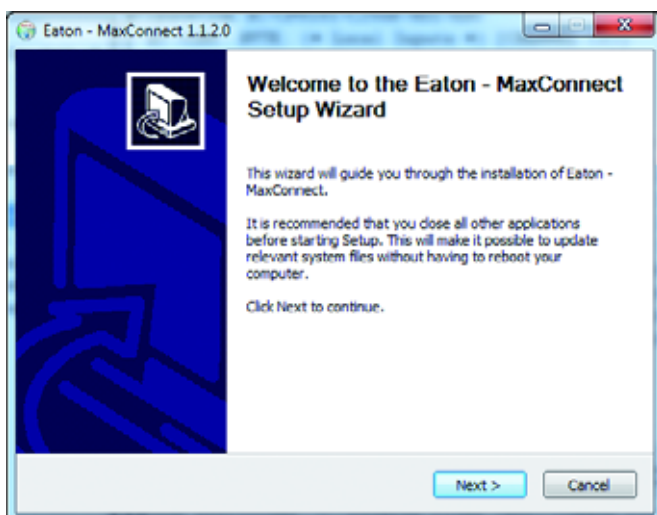 Eaton - MaxConnect 1.1.2.0
Welcome to the Eaton - MaxConnect
Setup Wizard
This wizard will guide you through the installation of Eaton -
MaxConnect.
It is recommended that you close all other applications
before starting Setup. This will make it possible to update
relevant system files without having to reboot your
computer.
Click Next to continue.
Next >
Cancel